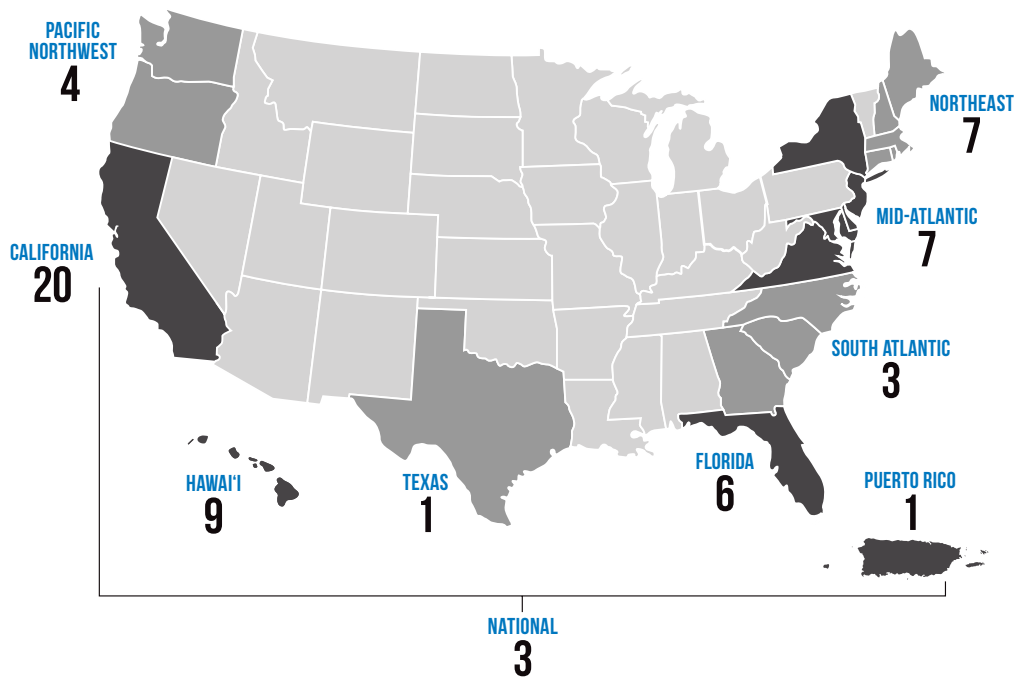 PACIFIC
NORTHWEST
4
NORTHEAST
7
MID-ATLANTIC
7
CALIFORNIA
20
SOUTH ATLANTIC
3
HAWAI‘I
9
TEXAS
1
FLORIDA
6
PUERTO RICO
1
NATIONAL
3